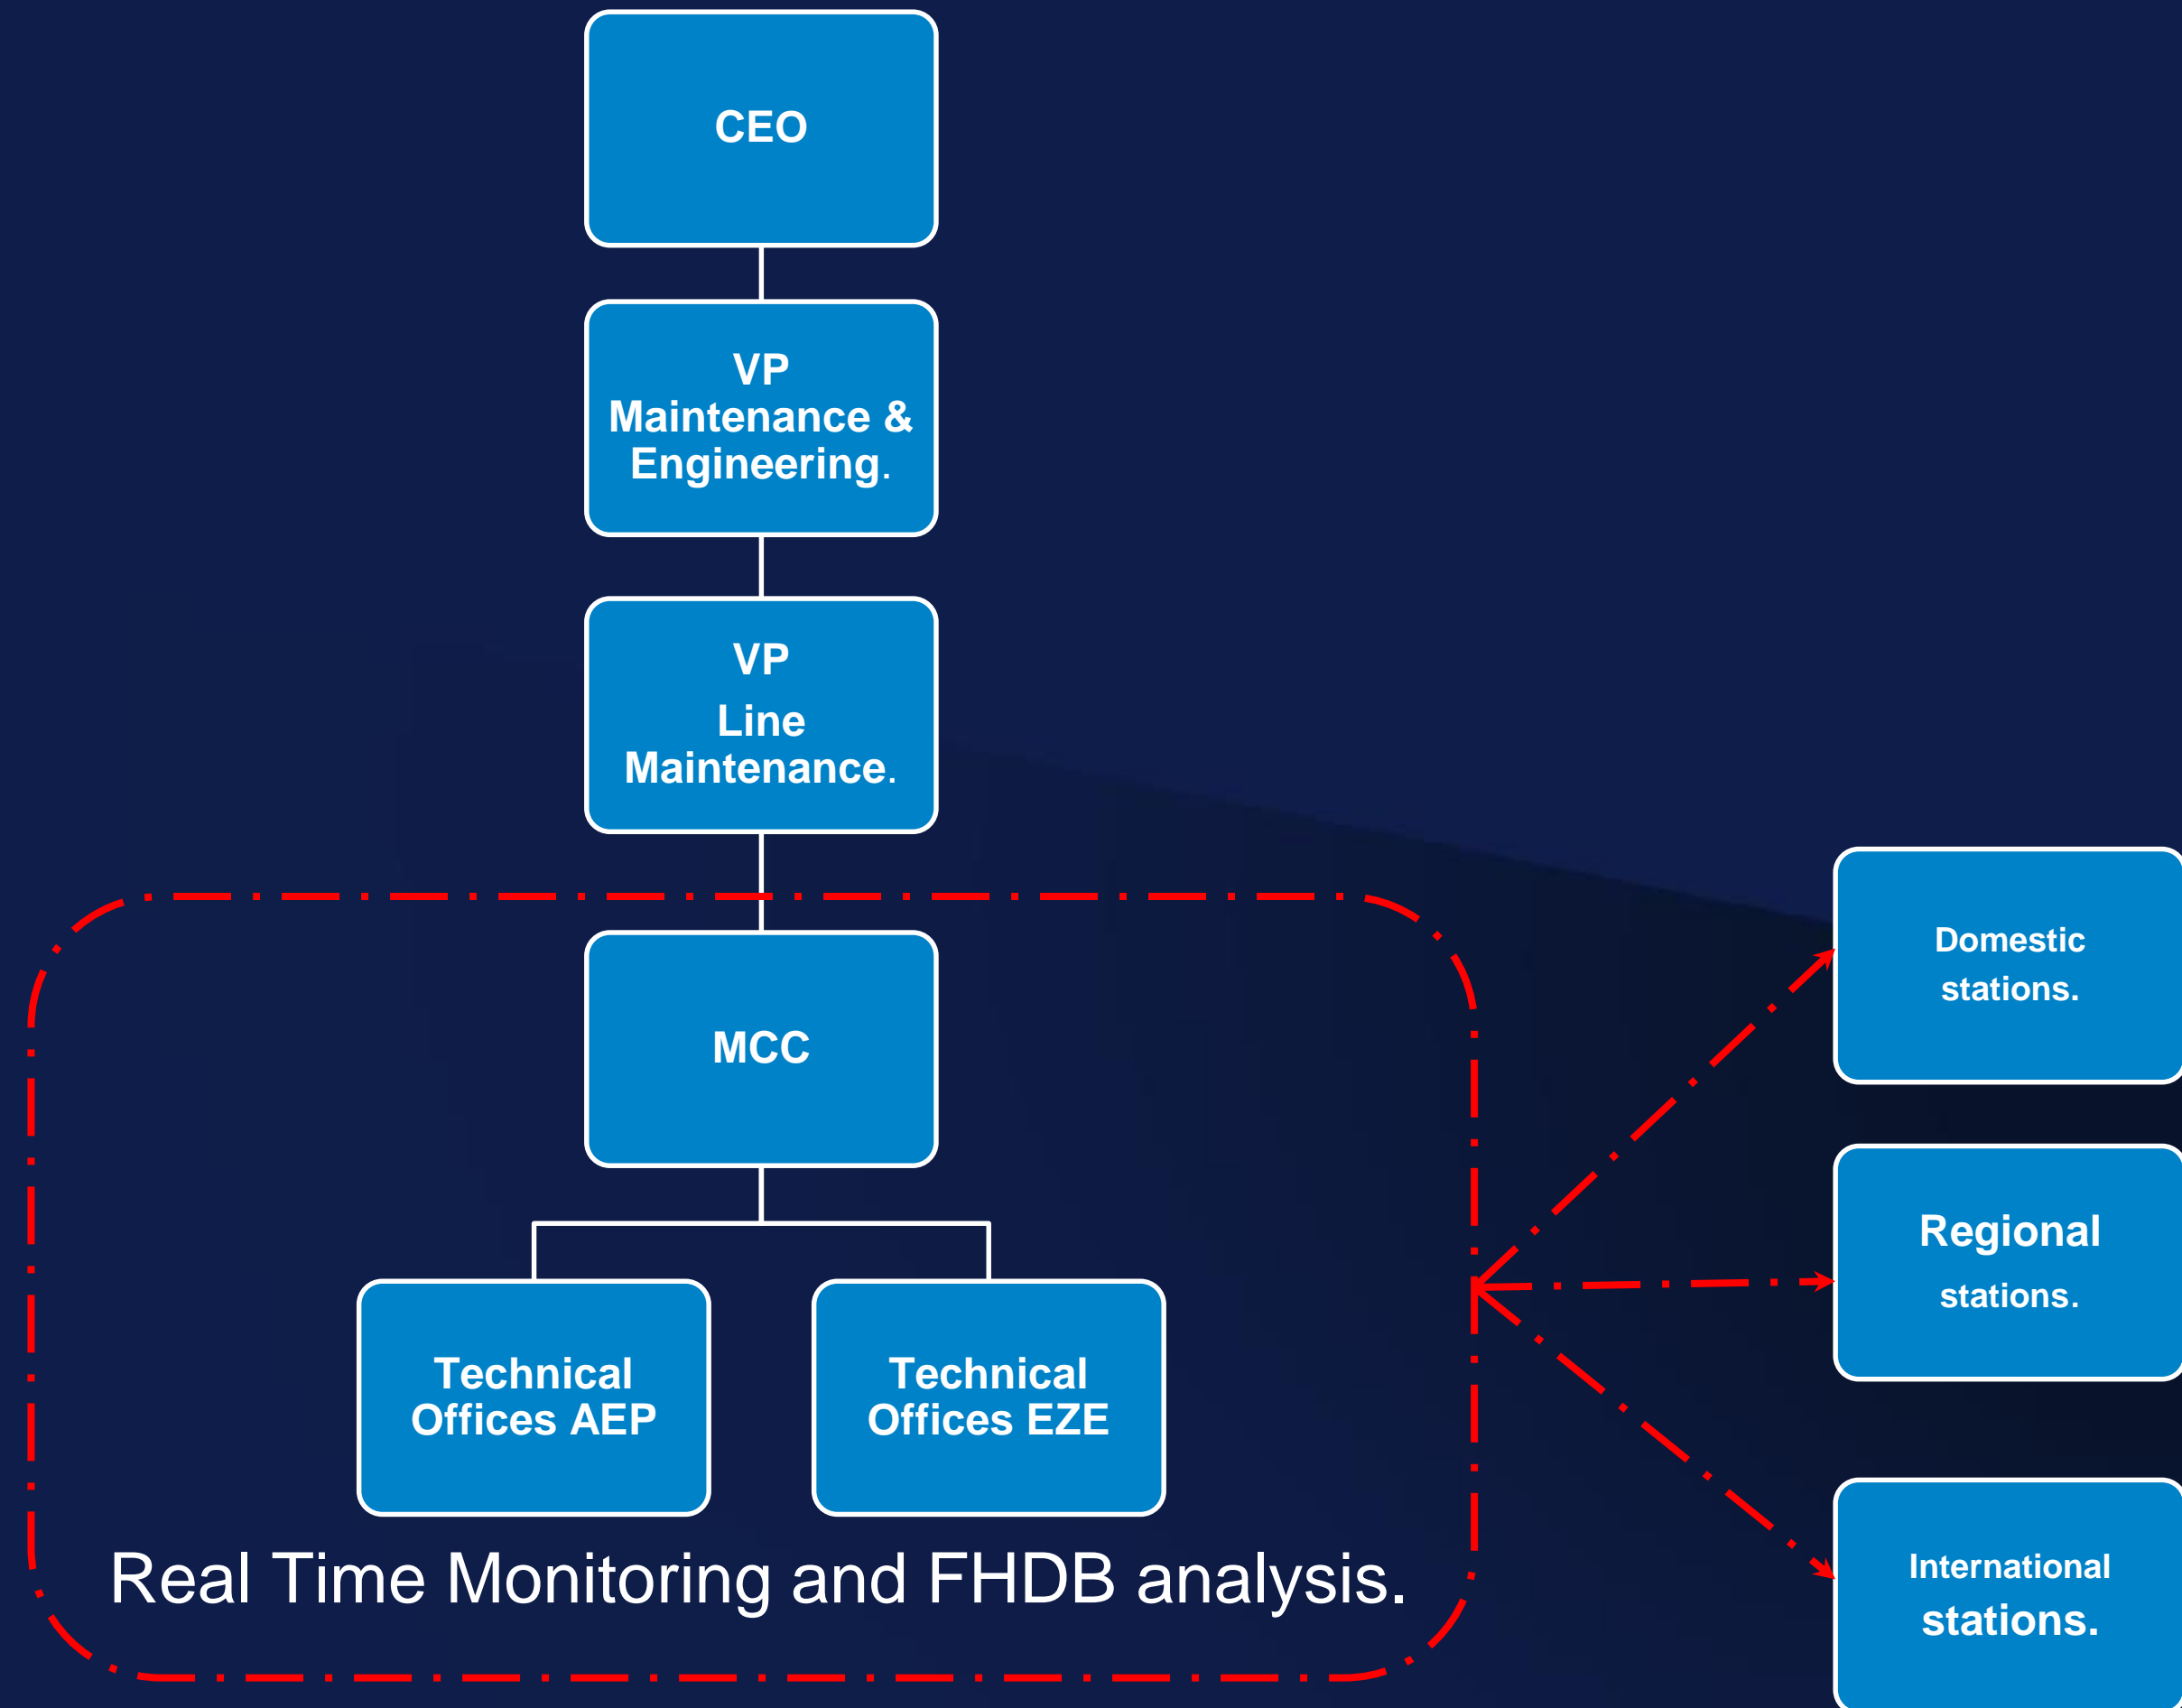 CEO
VP
Maintenance &
Engineering.
VP
Line
Maintenance.
MCC
Technical
Offices AEP
Technical
Offices EZE
Real Time Monitoring and FHDB analysis.
Domestic
stations.
Regional
stations.
International
stations.